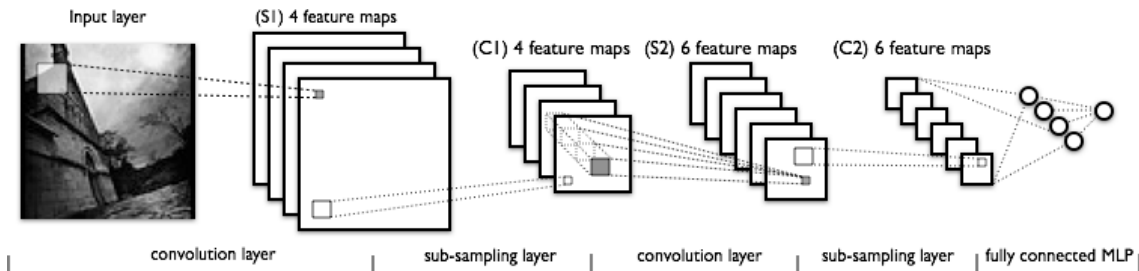 Input layer
(S1) 4 feature maps
(C1) 4 feature maps
(S2) 6 feature maps
(C2) 6 feature maps
convolution layer
sub-sampling layer
convolution layer
sub-sampling layer
fully connected MLP